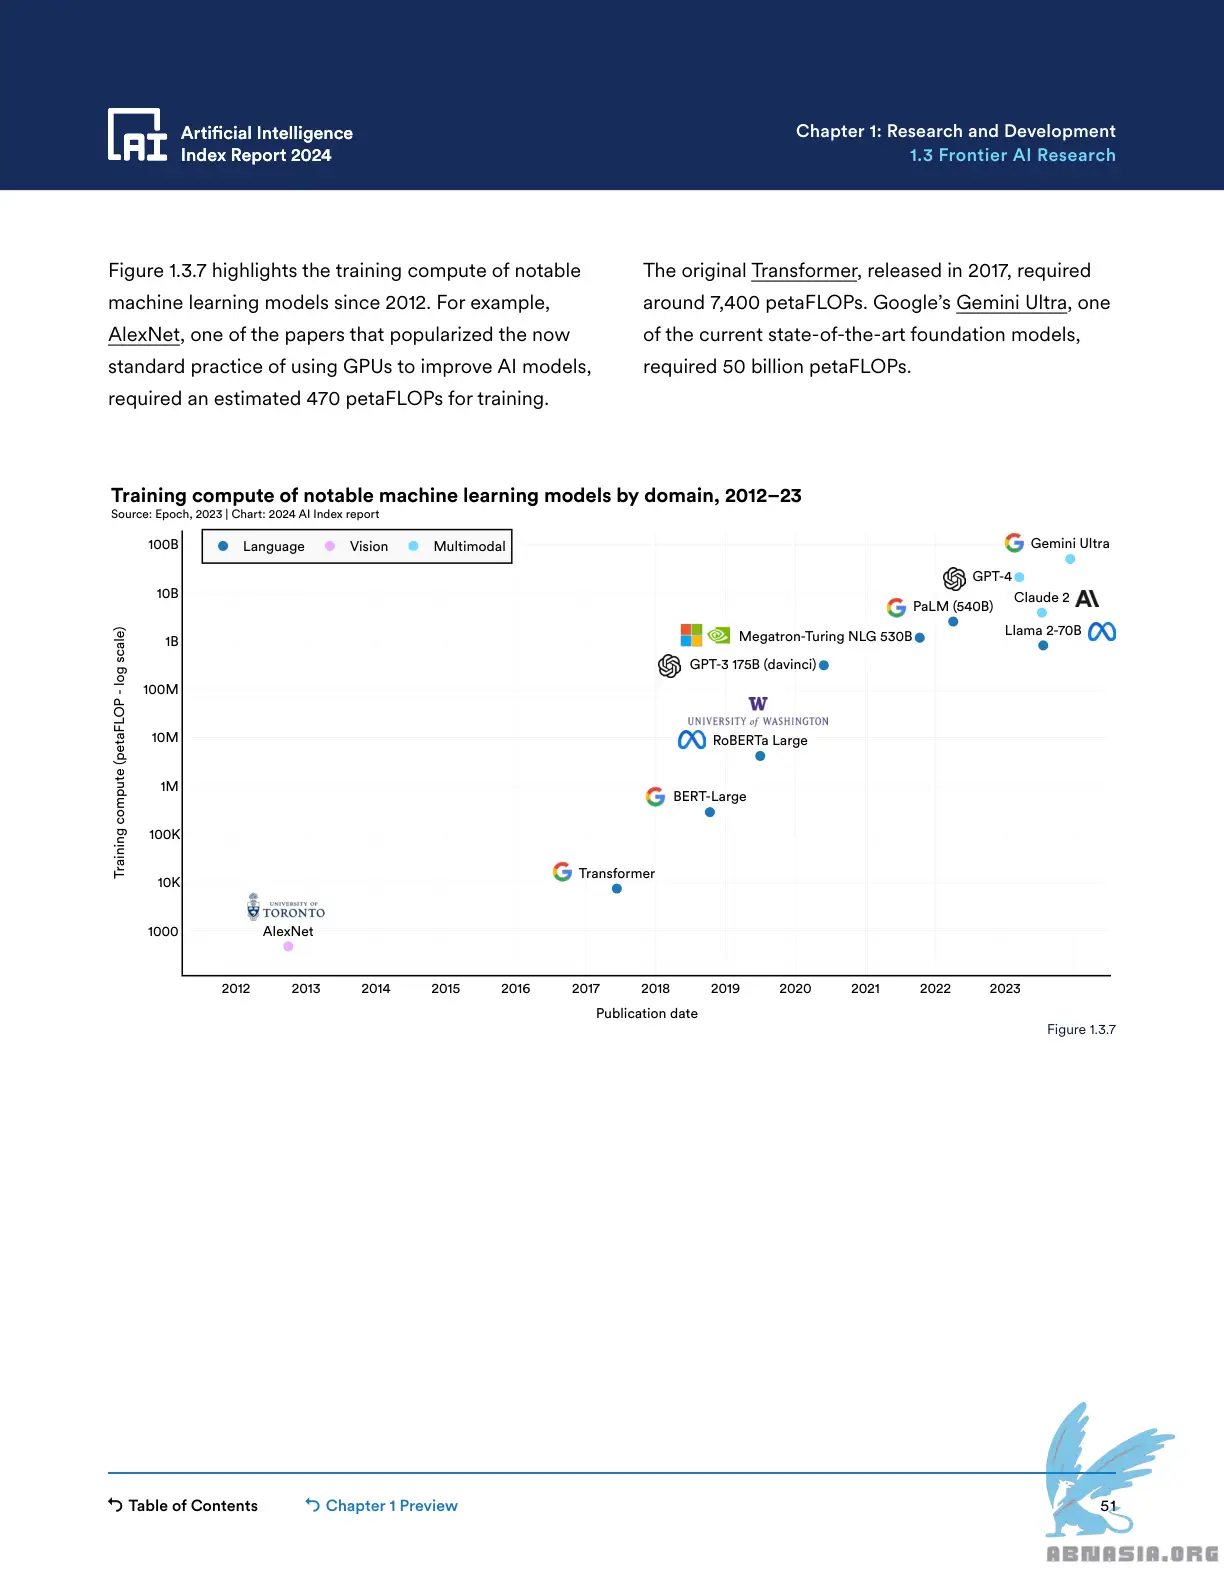 Artificial Intelligence
Index Report 2024
Chapter 1: Research and Development
1.3 Frontier AI Research
Figure 1.3.7 highlights the training compute of notable
machine learning models since 2012. For example,
AlexNet, one of the papers that popularized the now
standard practice of using GPUs to improve AI models,
required an estimated 470 petaFLOPs for training.
The original Transformer, released in 2017, required
around 7,400 petaFLOPs. Google’s Gemini Ultra, one
of the current state-of-the-art foundation models,
required 50 billion petaFLOPs.
Training compute of notable machine learning models by domain, 2012–23
Source: Epoch, 2023 | Chart: 2024 AI Index report
Language Vision Multimodal
100B
10B
1B
100M
10M
1M
100K
10K
1000
Training compute (petaFLOP - log scale)
Gemini Ultra
GPT-4
Claude 2
PaLM (540B)
Llama 2-70B
Megatron-Turing NLG 530B
GPT-3 175B (davinci)
W
UNIVERSITY of WASHINGTON
RoBERTa Large
BERT-Large
Transformer
UNIVERSITY OF
TORONTO
AlexNet
2012 2013 2014 2015 2016 2017 2018 2019 2020 2021 2022 2023
Publication date
Figure 1.3.7
Table of Contents
Chapter 1 Preview
51
ABNASIA.ORG